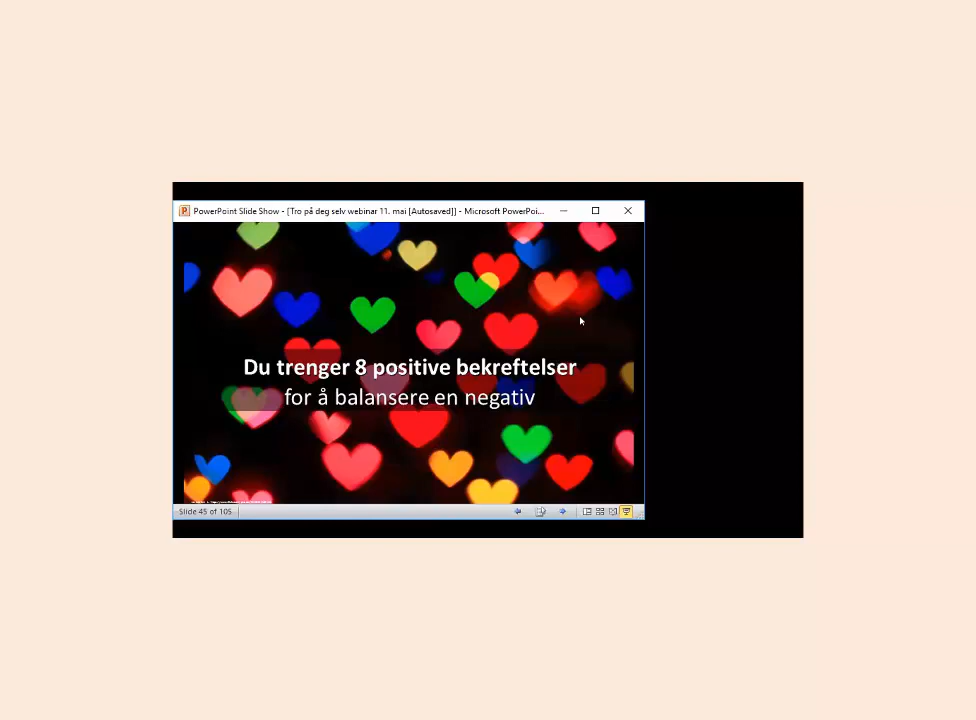 PowerPoint Slide Show - [Tro på deg selv webinar 11. mai [Autosaved]] - Microsoft PowerPoi...
Du trenger 8 positive bekreftelser
for å balansere en negativ
Slide 45 of 105